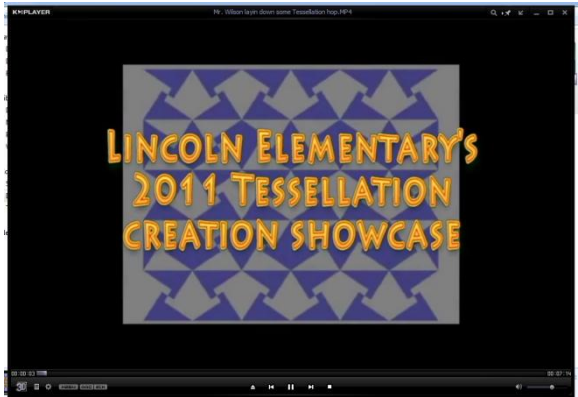 KMPLAYER
Mr. Wilson layin down some Tessellation hop.MP4
Lincoln Elementary's
2011 Tessellation
creation showcase
00:00:03
00:07:14
3D